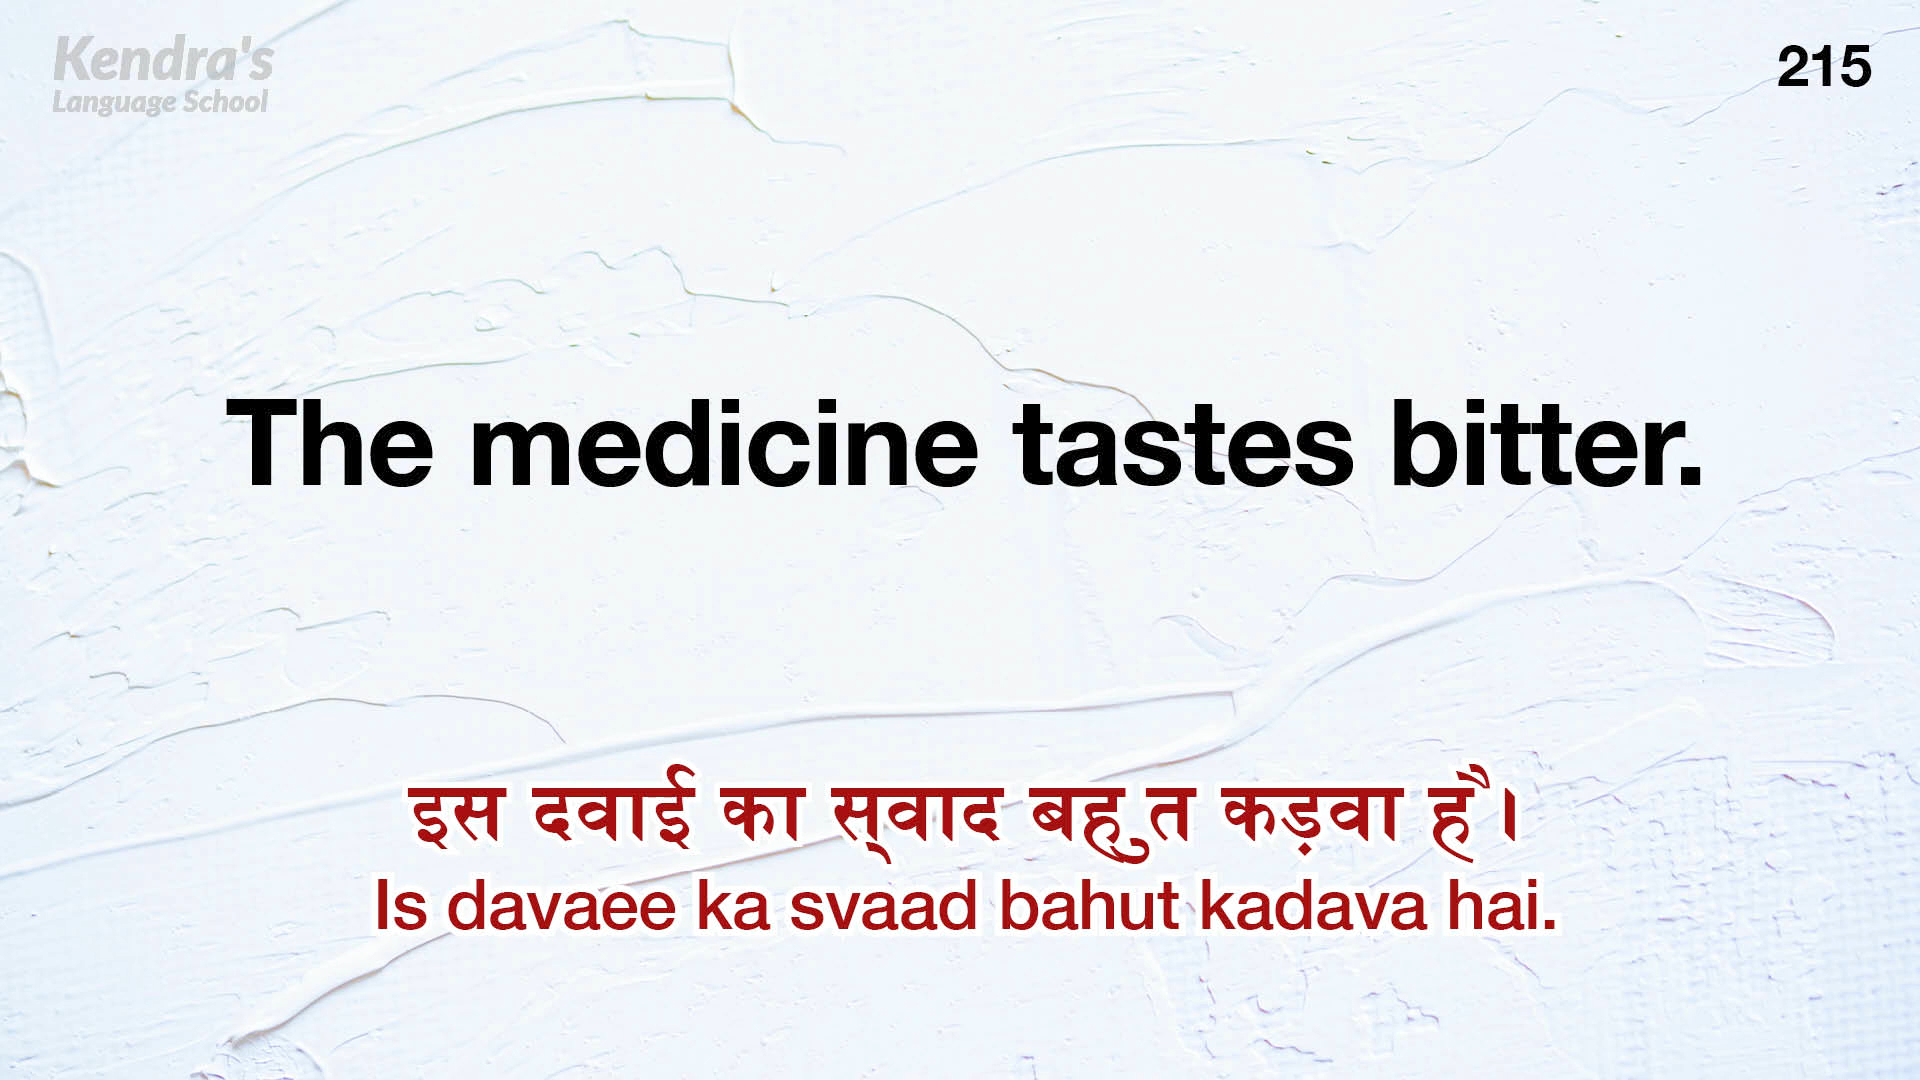 Kendra's
Language School
215
The medicine tastes bitter.
इस दवाई का स्वाद बहुत कड़वा है।
Is davaee ka svaad bahut kadava hai.